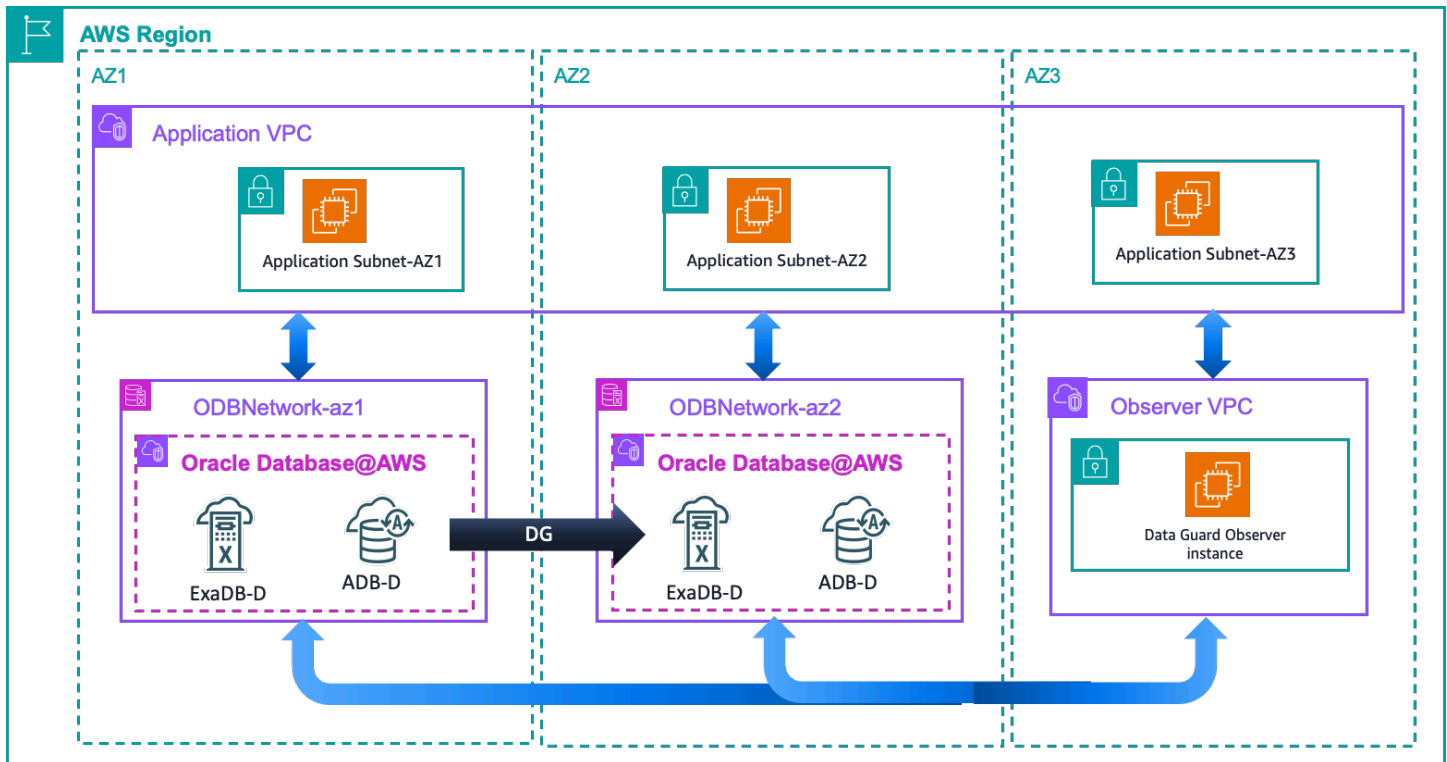 AWS Region
AZ1
AZ2
AZ3
Application VPC
Application Subnet-AZ1
Application Subnet-AZ2
Application Subnet-AZ3
ODBNetwork-az1
ODBNetwork-az2
Observer VPC
Oracle Database@AWS
Oracle Database@AWS
X
A
DG
X
A
Data Guard Observer
instance
ExaDB-D
ADB-D
ExaDB-D
ADB-D